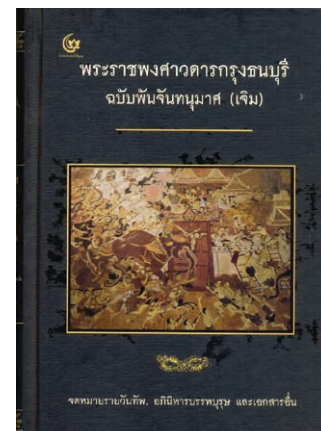 พระราชพงศาวดารกรุงธนบุรี
ฉบับพันจันทนุมาศ (เจิม)
จดหมายรายวันทัพ, อภินิหารบรรพบุรุษ และเอกสารอื่น